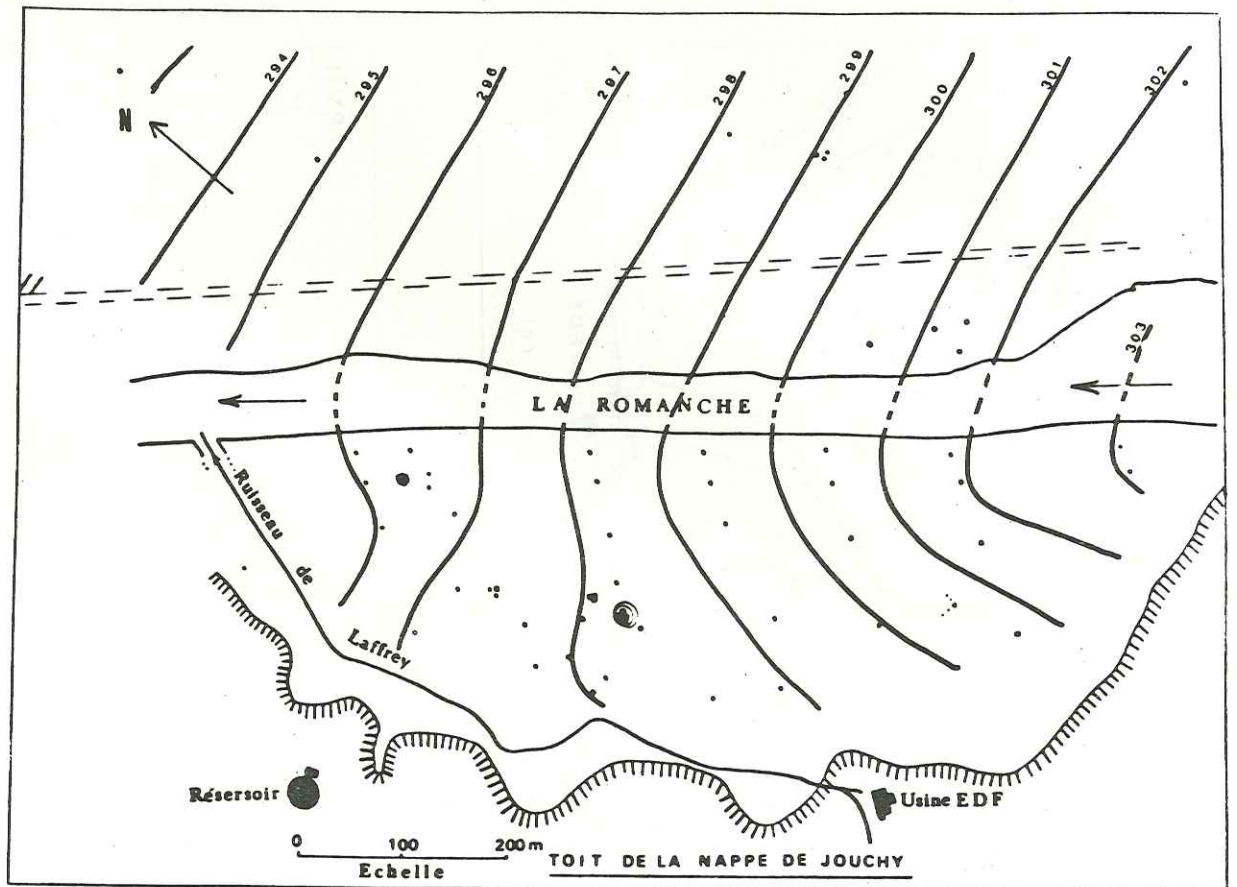 294
295
296
297
298
299
300
301
302
N
303
LA ROMANCHE
Ruisseau de Laffrey
Résersoir
Usine EDF
0 100 200 m
Echelle
TOIT DE LA NAPPE DE JOUCHY